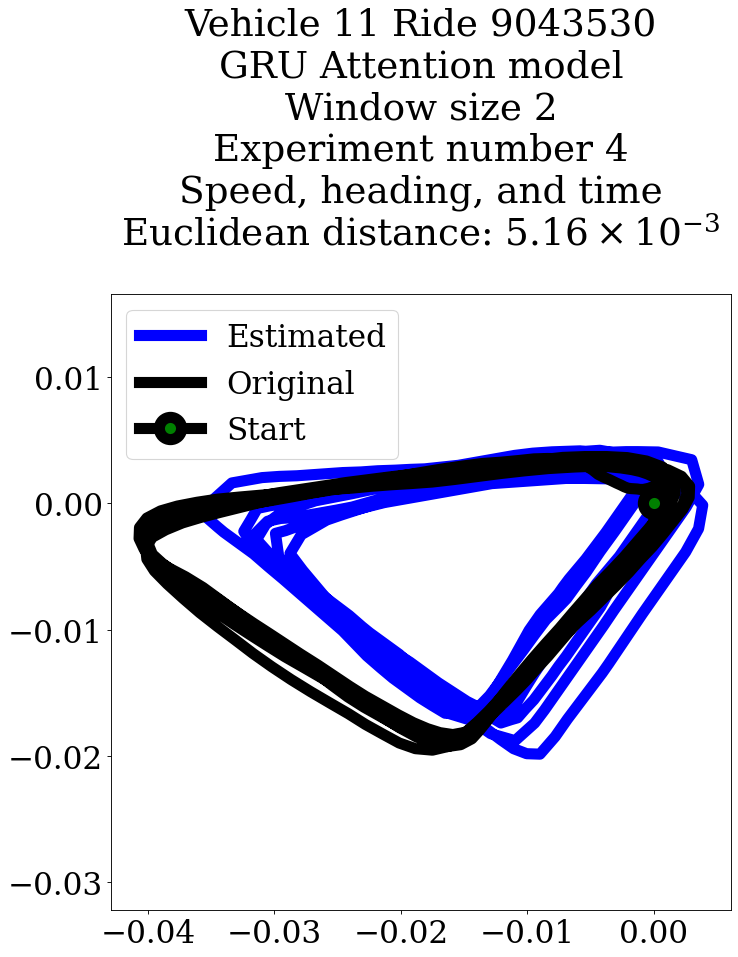 Vehicle 11 Ride 9043530
GRU Attention model
Window size 2
Experiment number 4
Speed, heading, and time
Euclidean distance: 5.16 × 10⁻³
Estimated
Original
Start
0.01
0.00
−0.01
−0.02
−0.03
−0.04 −0.03 −0.02 −0.01 0.00